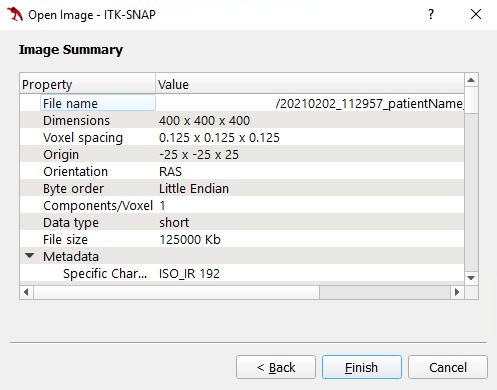 Open Image - ITK-SNAP
Image Summary
Property Value
File name /20210202_112957_patientName_
Dimensions 400 x 400 x 400
Voxel spacing 0.125 x 0.125 x 0.125
Origin -25 x -25 x 25
Orientation RAS
Byte order Little Endian
Components/Voxel 1
Data type short
File size 125000 Kb
Metadata
Specific Char... ISO_IR 192
< Back Finish Cancel